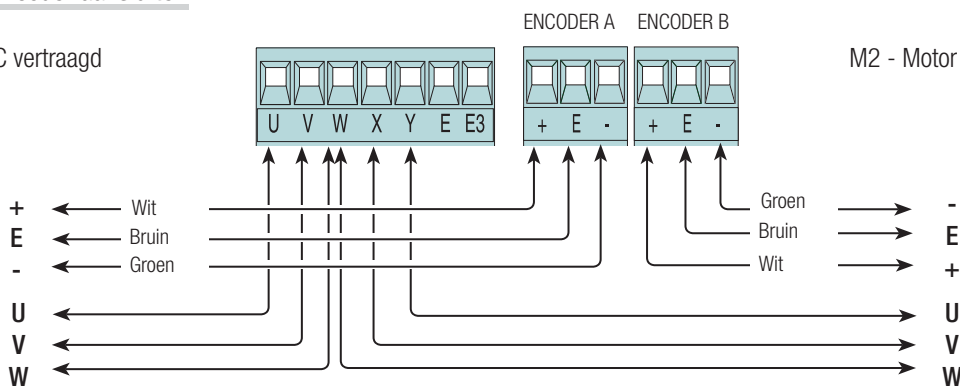 ENCODER A ENCODER B
vertraagd
M2 - Motor
U V W X Y E E3
+ E - + E -
+ Wit Groen -
E Bruin Bruin E
- Groen Wit +
U U
V V
W W